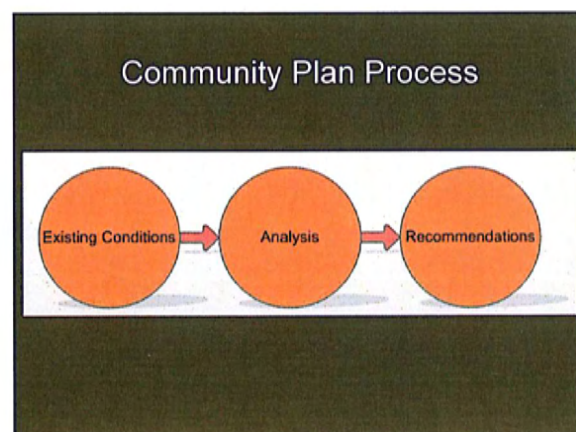 Community Plan Process
Existing Conditions
Analysis
Recommendations